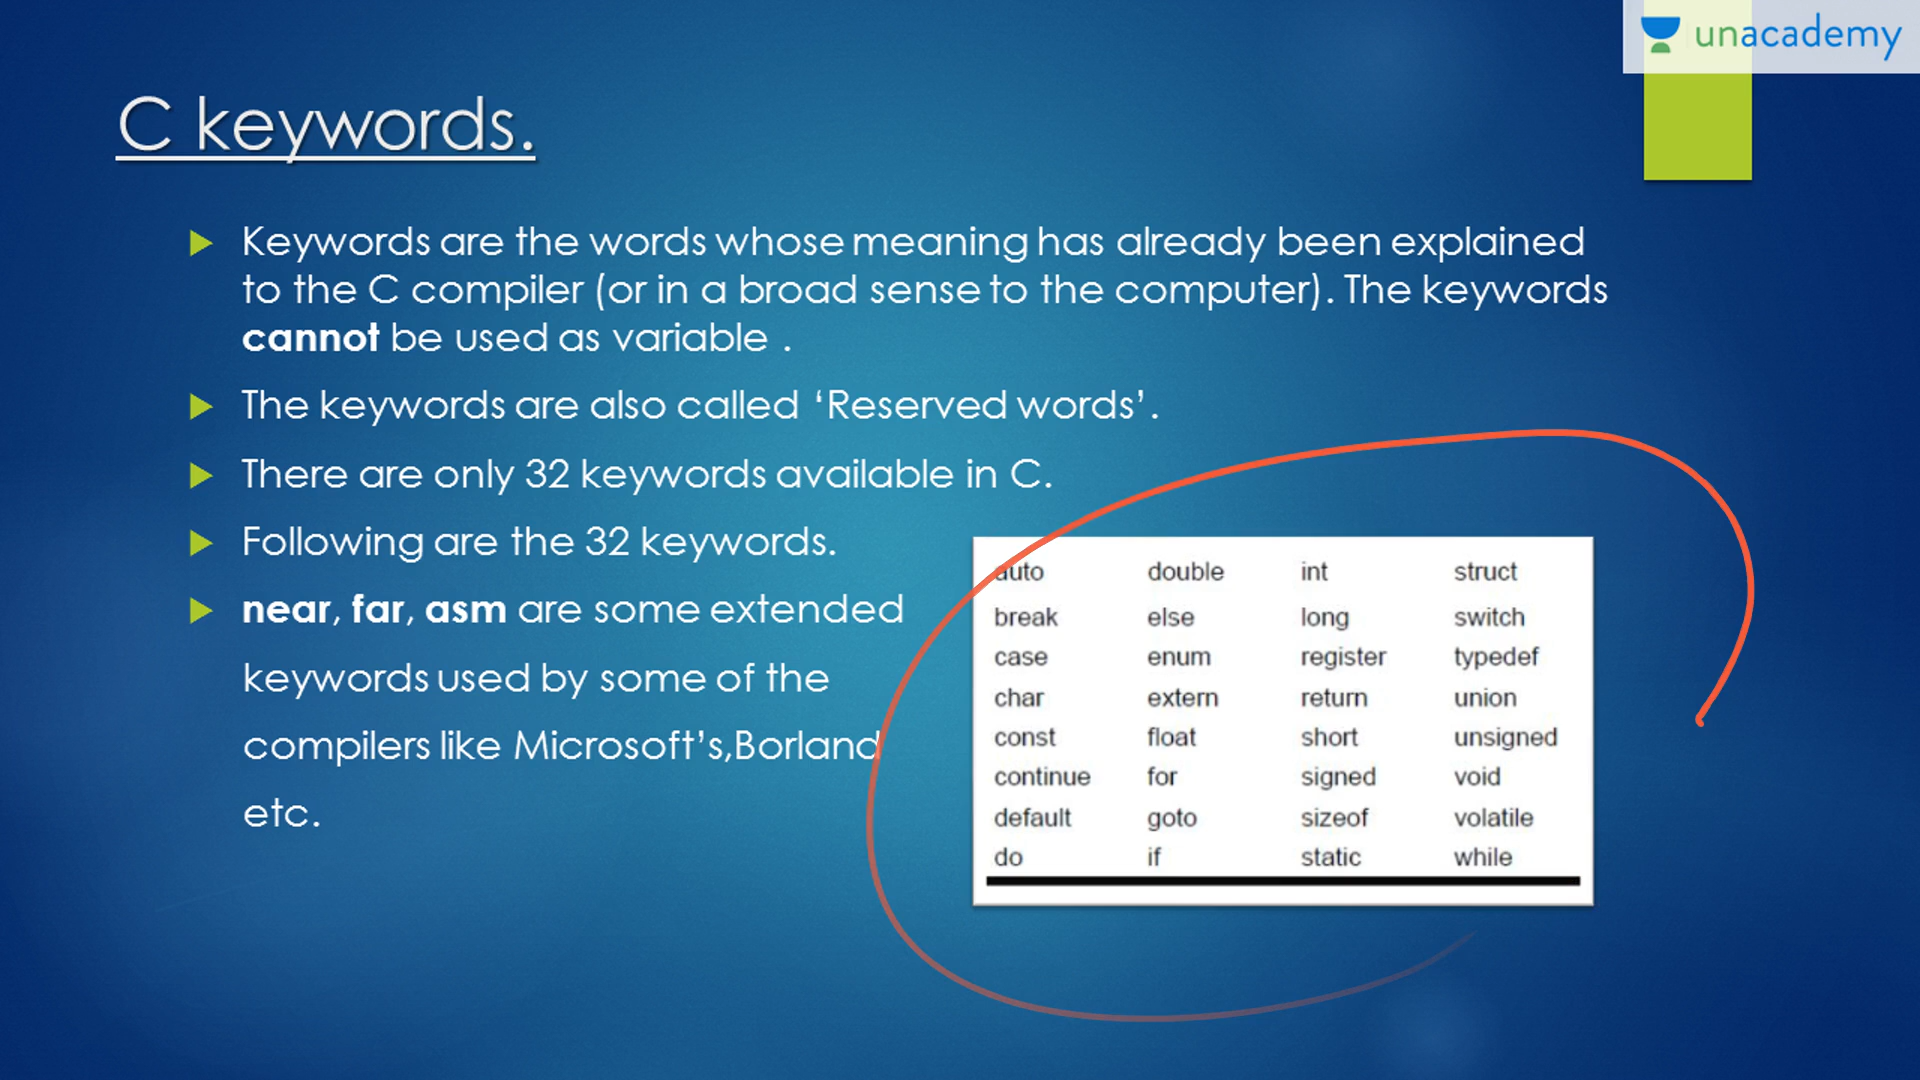 unacademy
C keywords.
Keywords are the words whose meaning has already been explained
to the C compiler (or in a broad sense to the computer). The keywords
cannot be used as variable .
The keywords are also called ‘Reserved words’.
There are only 32 keywords available in C.
Following are the 32 keywords.
near, far, asm are some extended
keywords used by some of the
compilers like Microsoft’s,Borland
etc.
auto double int struct
break else long switch
case enum register typedef
char extern return union
const float short unsigned
continue for signed void
default goto sizeof volatile
do if static while